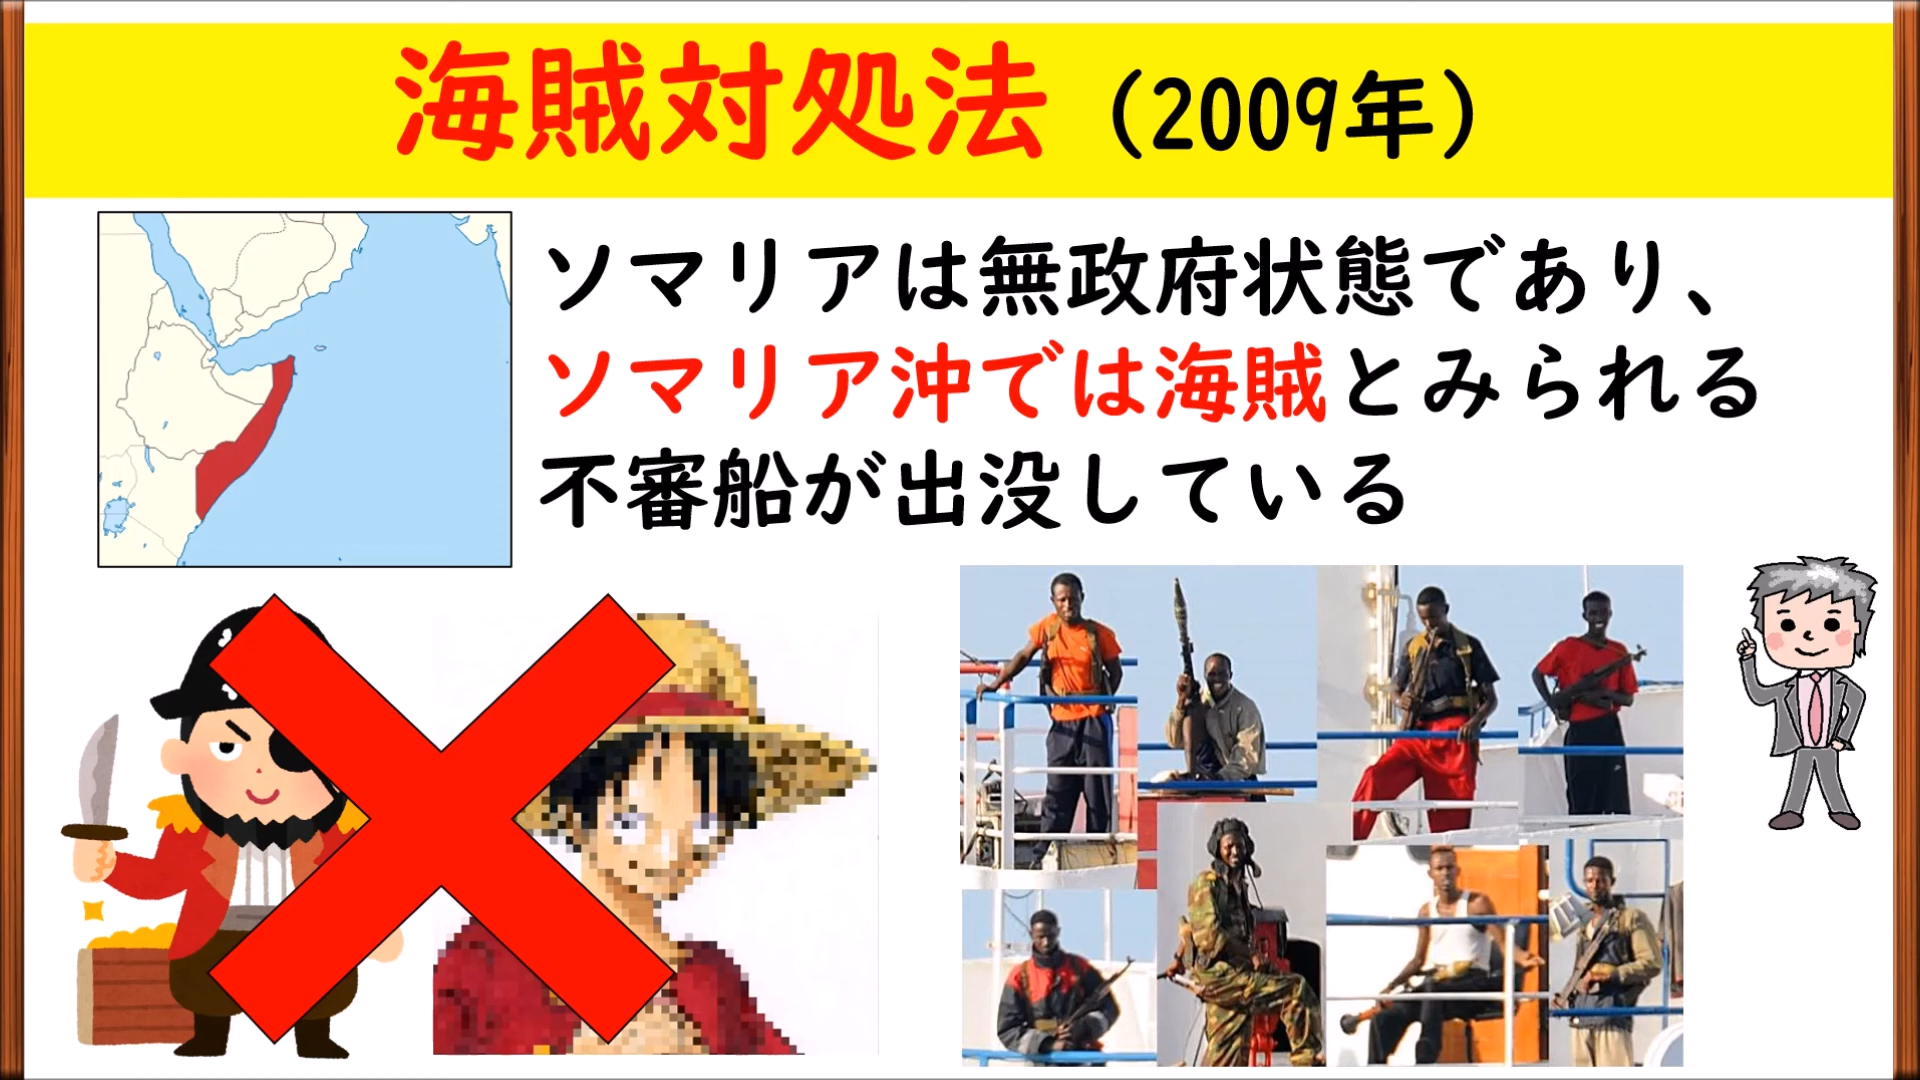 海賊対処法（2009年）
ソマリアは無政府状態であり、
ソマリア沖では海賊とみられる
不審船が出没している